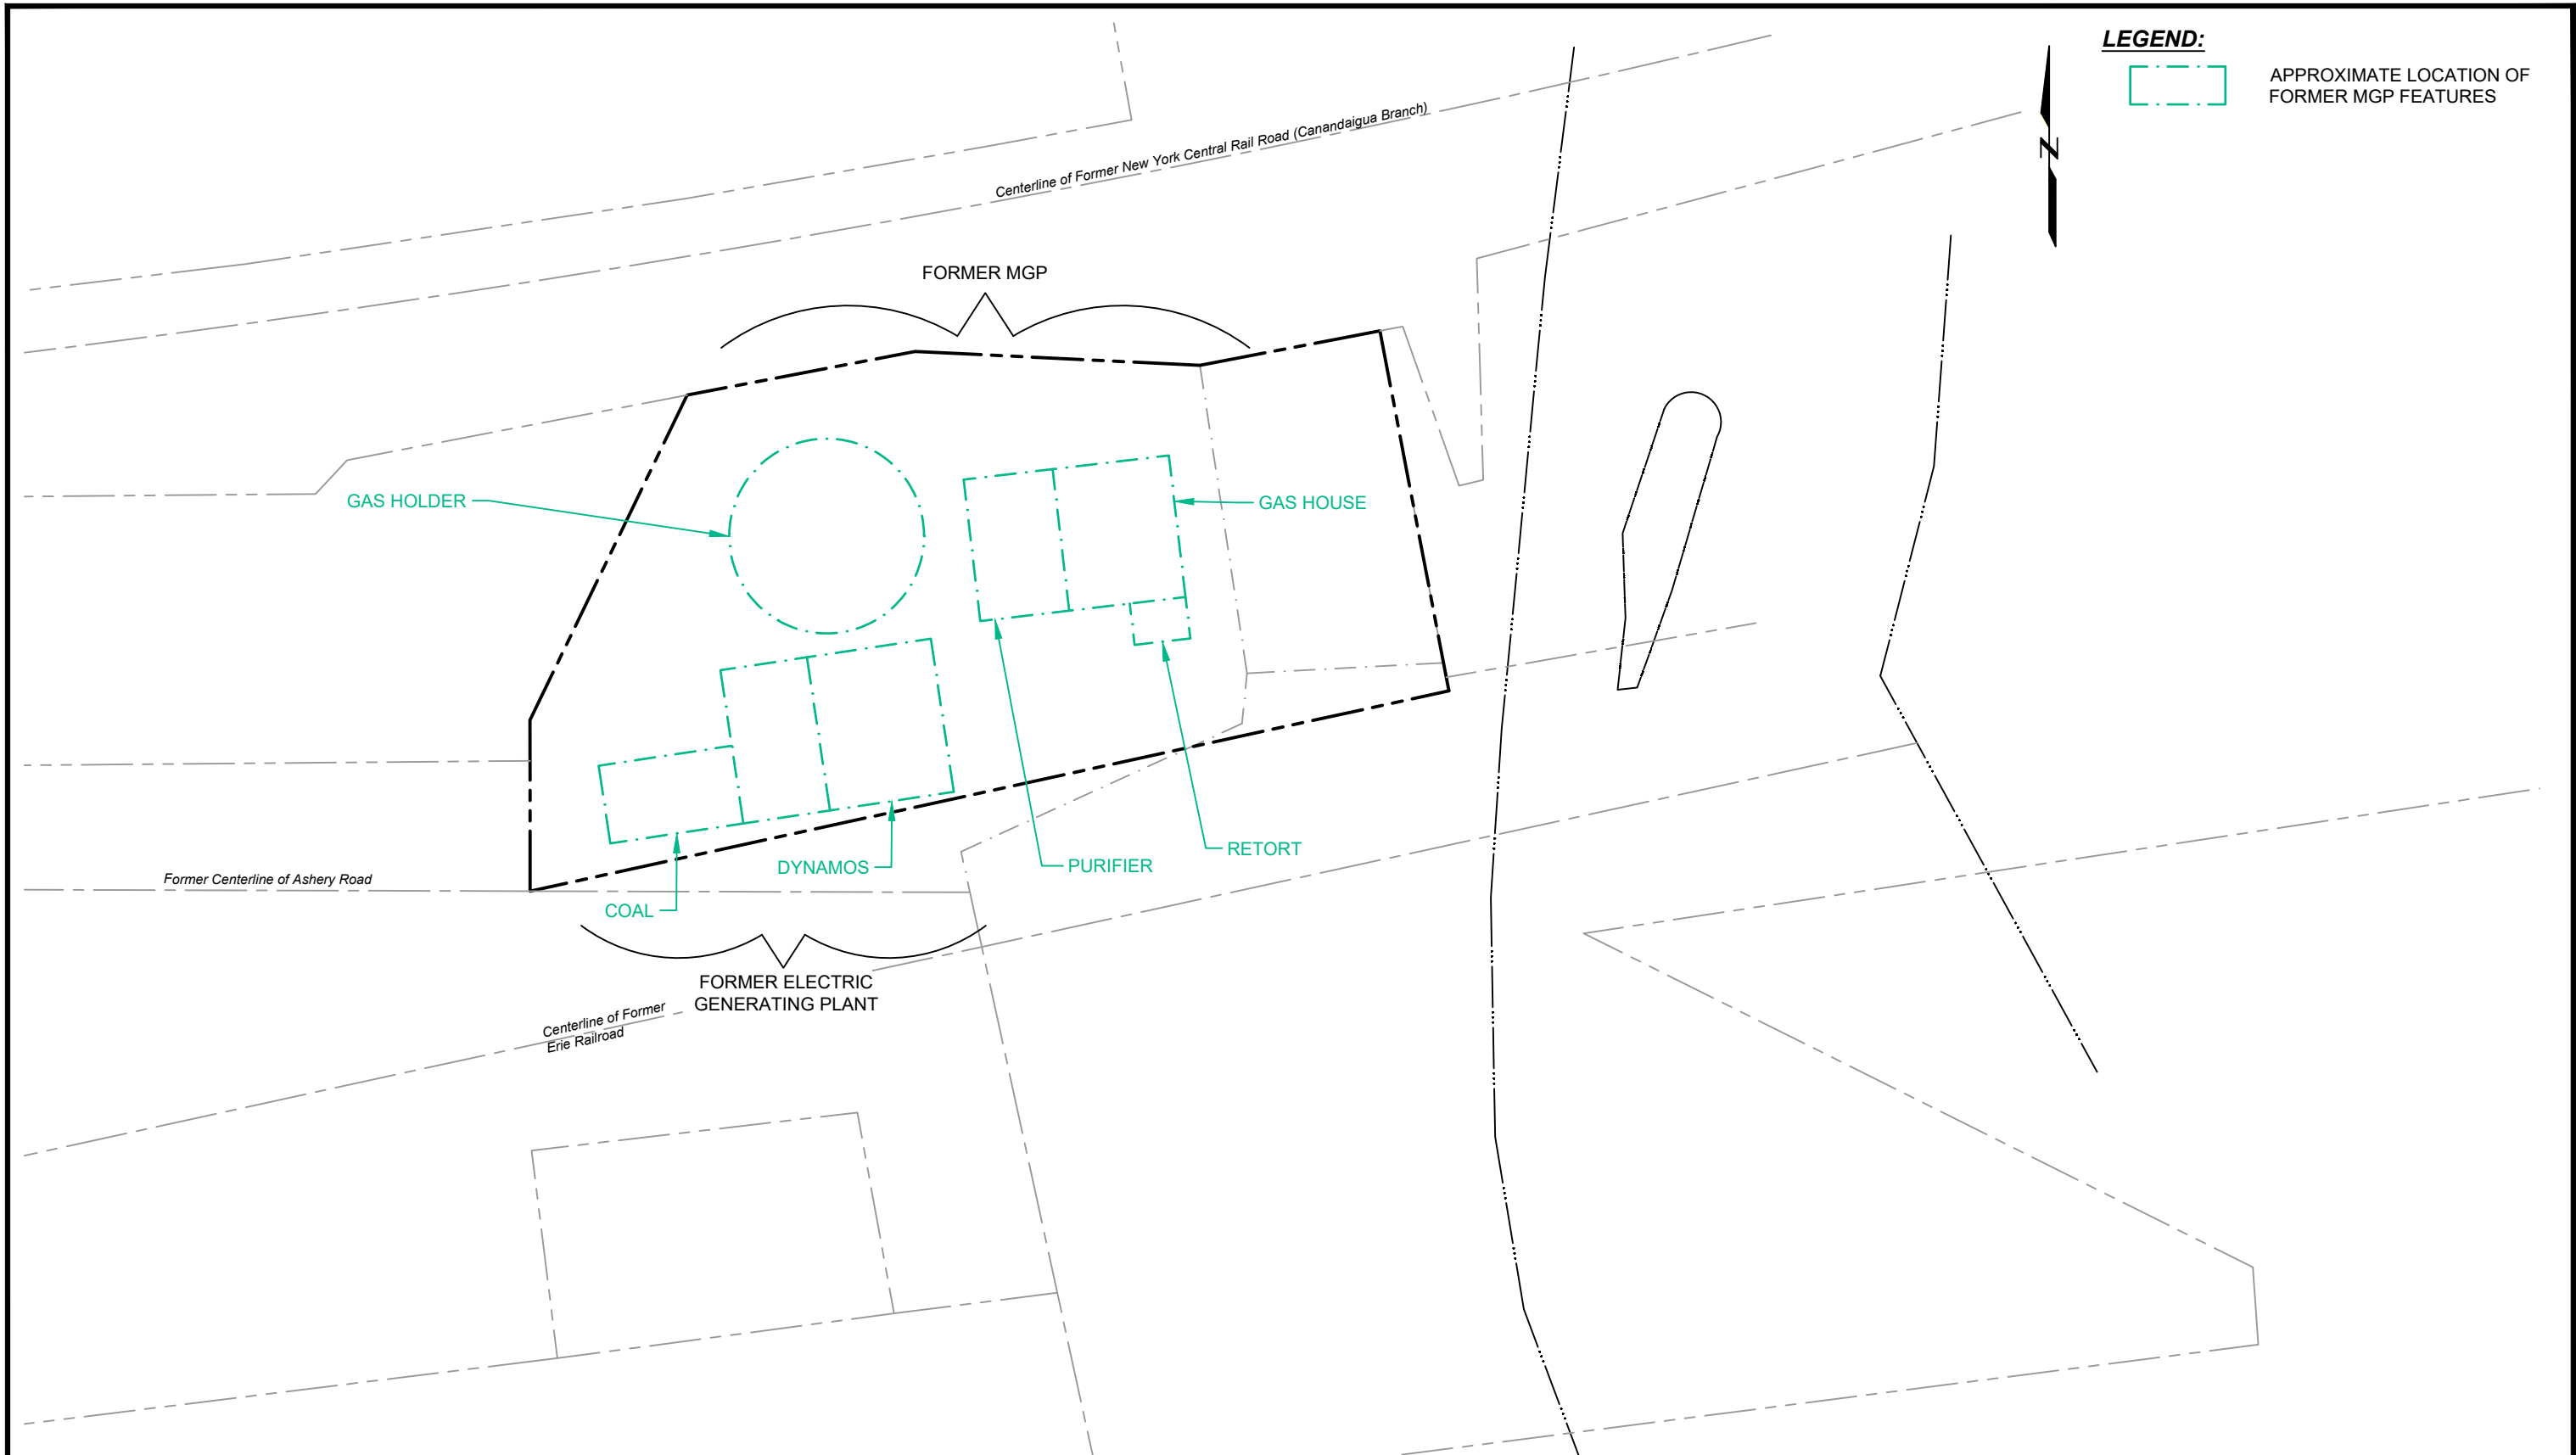 LEGEND:
APPROXIMATE LOCATION OF
FORMER MGP FEATURES
N
Centerline of Former New York Central Rail Road (Canandaigua Branch)
FORMER MGP
GAS HOLDER
GAS HOUSE
RETORT
PURIFIER
DYNAMOS
COAL
Former Centerline of Ashery Road
FORMER ELECTRIC
GENERATING PLANT
Centerline of Former
Erie Railroad